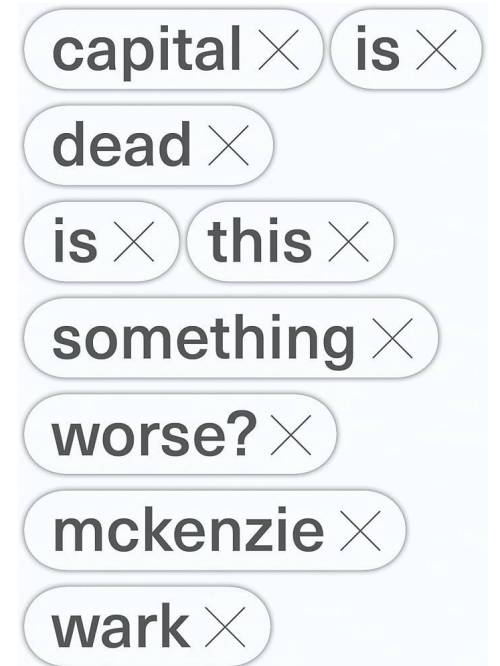 capital is
dead
is this
something
worse?
mckenzie
wark